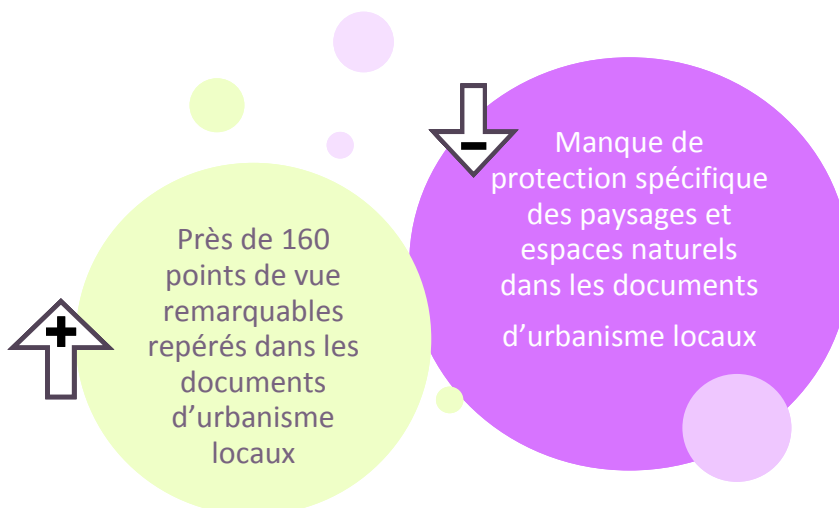 Près de 160
points de vue
remarquables
repérés dans les
documents
d’urbanisme
locaux
Manque de
protection spécifique
des paysages et
espaces naturels
dans les documents
d’urbanisme locaux